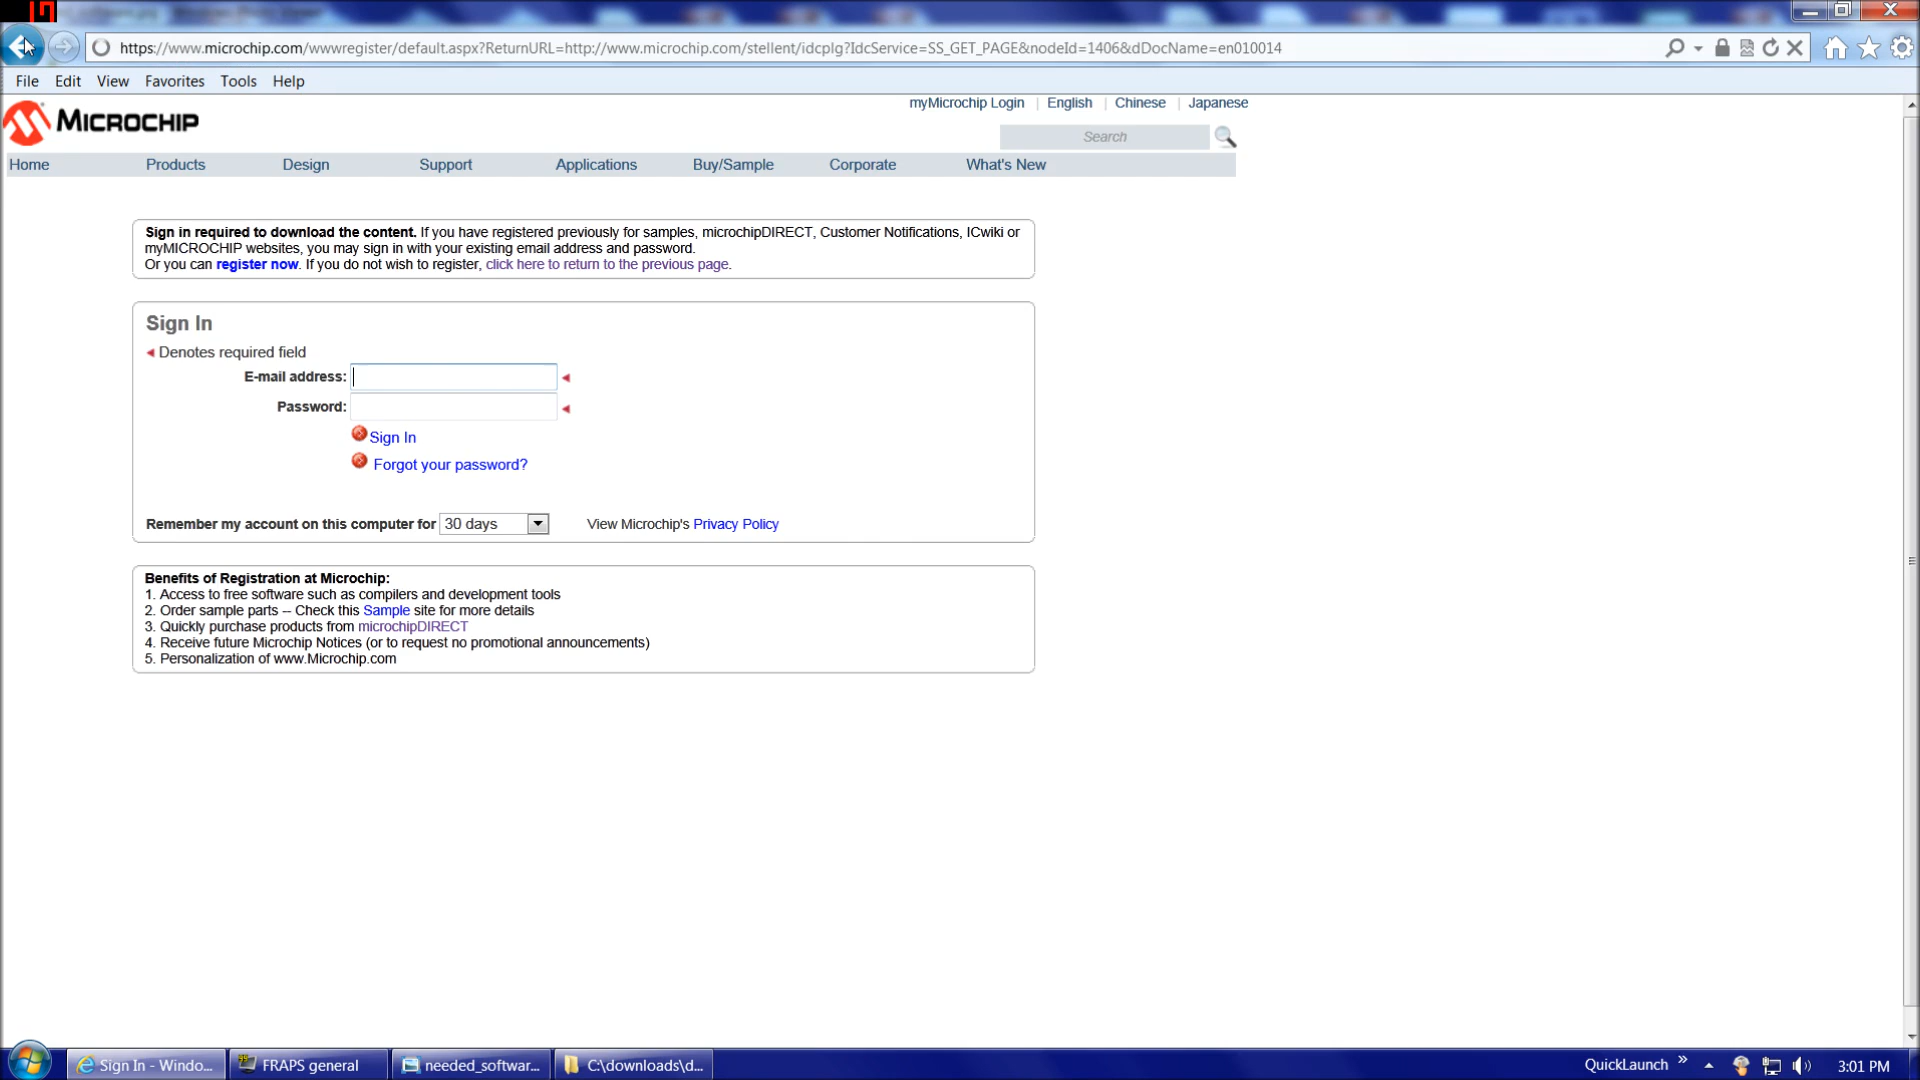 17
https://www.microchip.com/wwwregister/default.aspx?ReturnURL=http://www.microchip.com/stellent/idcplg?IdcService=SS_GET_PAGE&nodeId=1406&dDocName=en010014
File Edit View Favorites Tools Help
myMicrochip Login | English | Chinese | Japanese
MICROCHIP
Search
Home Products Design Support Applications Buy/Sample Corporate What's New
Sign in required to download the content. If you have registered previously for samples, microchipDIRECT, Customer Notifications, ICwiki or
myMICROCHIP websites, you may sign in with your existing email address and password.
Or you can register now. If you do not wish to register, click here to return to the previous page.
Sign In
Denotes required field
E-mail address:
Password:
Sign In
Forgot your password?
Remember my account on this computer for 30 days View Microchip's Privacy Policy
Benefits of Registration at Microchip:
1. Access to free software such as compilers and development tools
2. Order sample parts -- Check this Sample site for more details
3. Quickly purchase products from microchipDIRECT
4. Receive future Microchip Notices (or to request no promotional announcements)
5. Personalization of www.Microchip.com
Sign In - Windo... FRAPS general needed_softwar... C:\downloads\d... QuickLaunch » 3:01 PM